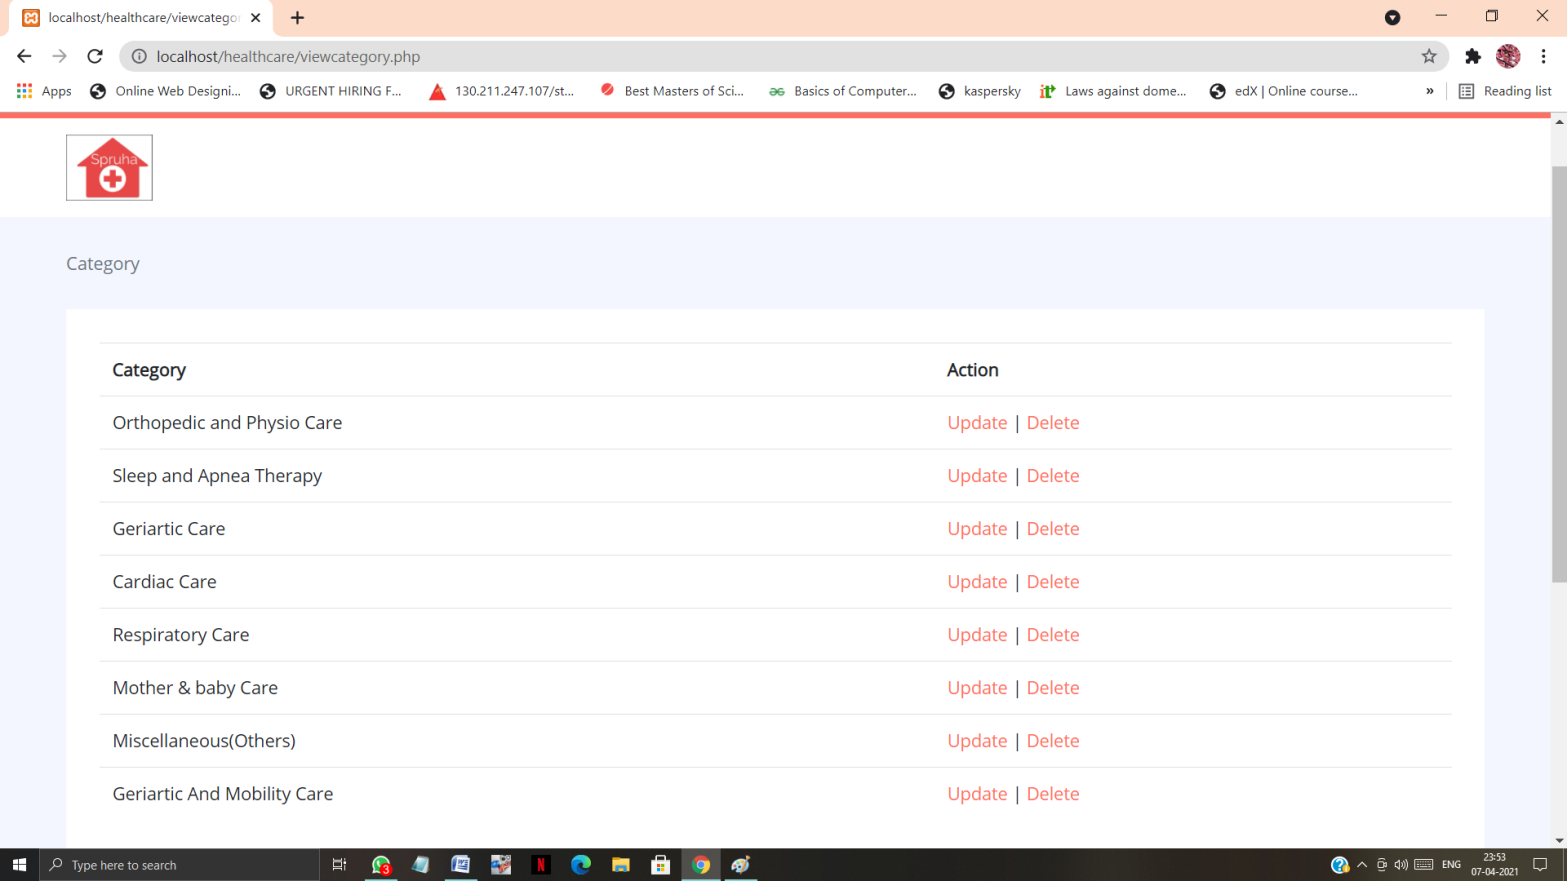 localhost/healthcare/viewcatego
localhost/healthcare/viewcategory.php
Apps Online Web Designi... URGENT HIRING F... 130.211.247.107/st... Best Masters of Sci... Basics of Computer... kaspersky Laws against dome... edX | Online course... » Reading list
Spruha
Category
Category Action
Orthopedic and Physio Care Update | Delete
Sleep and Apnea Therapy Update | Delete
Geriartic Care Update | Delete
Cardiac Care Update | Delete
Respiratory Care Update | Delete
Mother & baby Care Update | Delete
Miscellaneous(Others) Update | Delete
Geriartic And Mobility Care Update | Delete
Type here to search 3 N ENG 23:53
07-04-2021